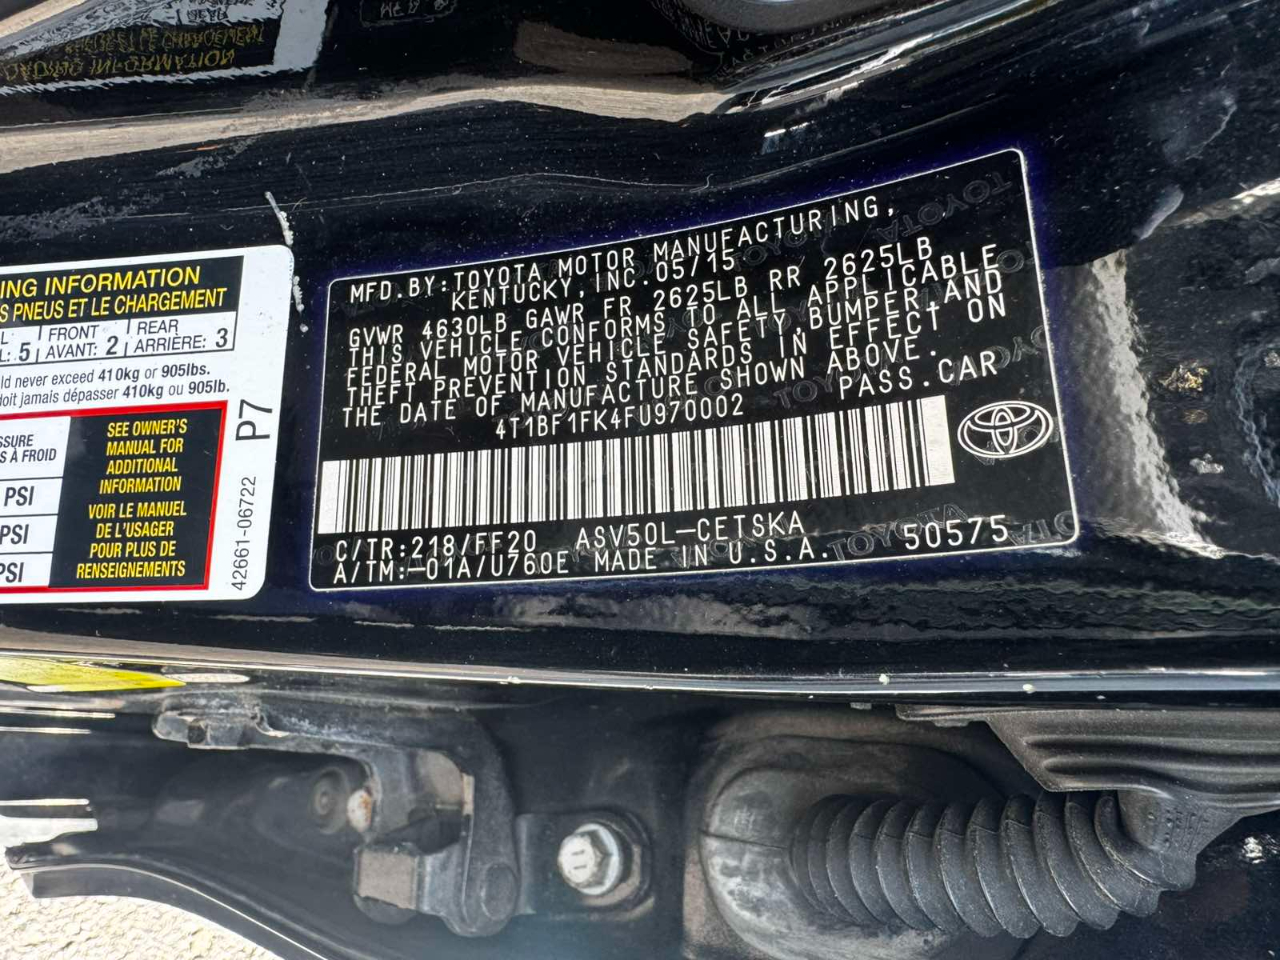 ING INFORMATION
S PNEUS ET LE CHARGEMENT
FRONT
AVANT: 2
REAR
ARRIÈRE: 3
5
ld never exceed 410kg or 905lbs.
doit jamais dépasser 410kg ou 905lb.
SSURE
S À FROID
PSI
PSI
PSI
SEE OWNER'S
MANUAL FOR
ADDITIONAL
INFORMATION
VOIR LE MANUEL
DE L'USAGER
POUR PLUS DE
RENSEIGNEMENTS
42661-06722 P7
MFD.BY:TOYOTA MOTOR MANUFACTURING,
KENTUCKY,INC.05/15
GVWR 4630LB GAWR FR 2625LB RR 2625LB
THIS VEHICLE CONFORMS TO ALL APPLICABLE
FEDERAL MOTOR VEHICLE SAFETY,BUMPER,AND
THEFT PREVENTION STANDARDS IN EFFECT ON
THE DATE OF MANUFACTURE SHOWN ABOVE.
4T1BF1FK4FU970002 PASS.CAR
C/TR:218/FF20 ASV50L-CETSKA 50575
A/TM:-01A/U760E MADE IN U.S.A.